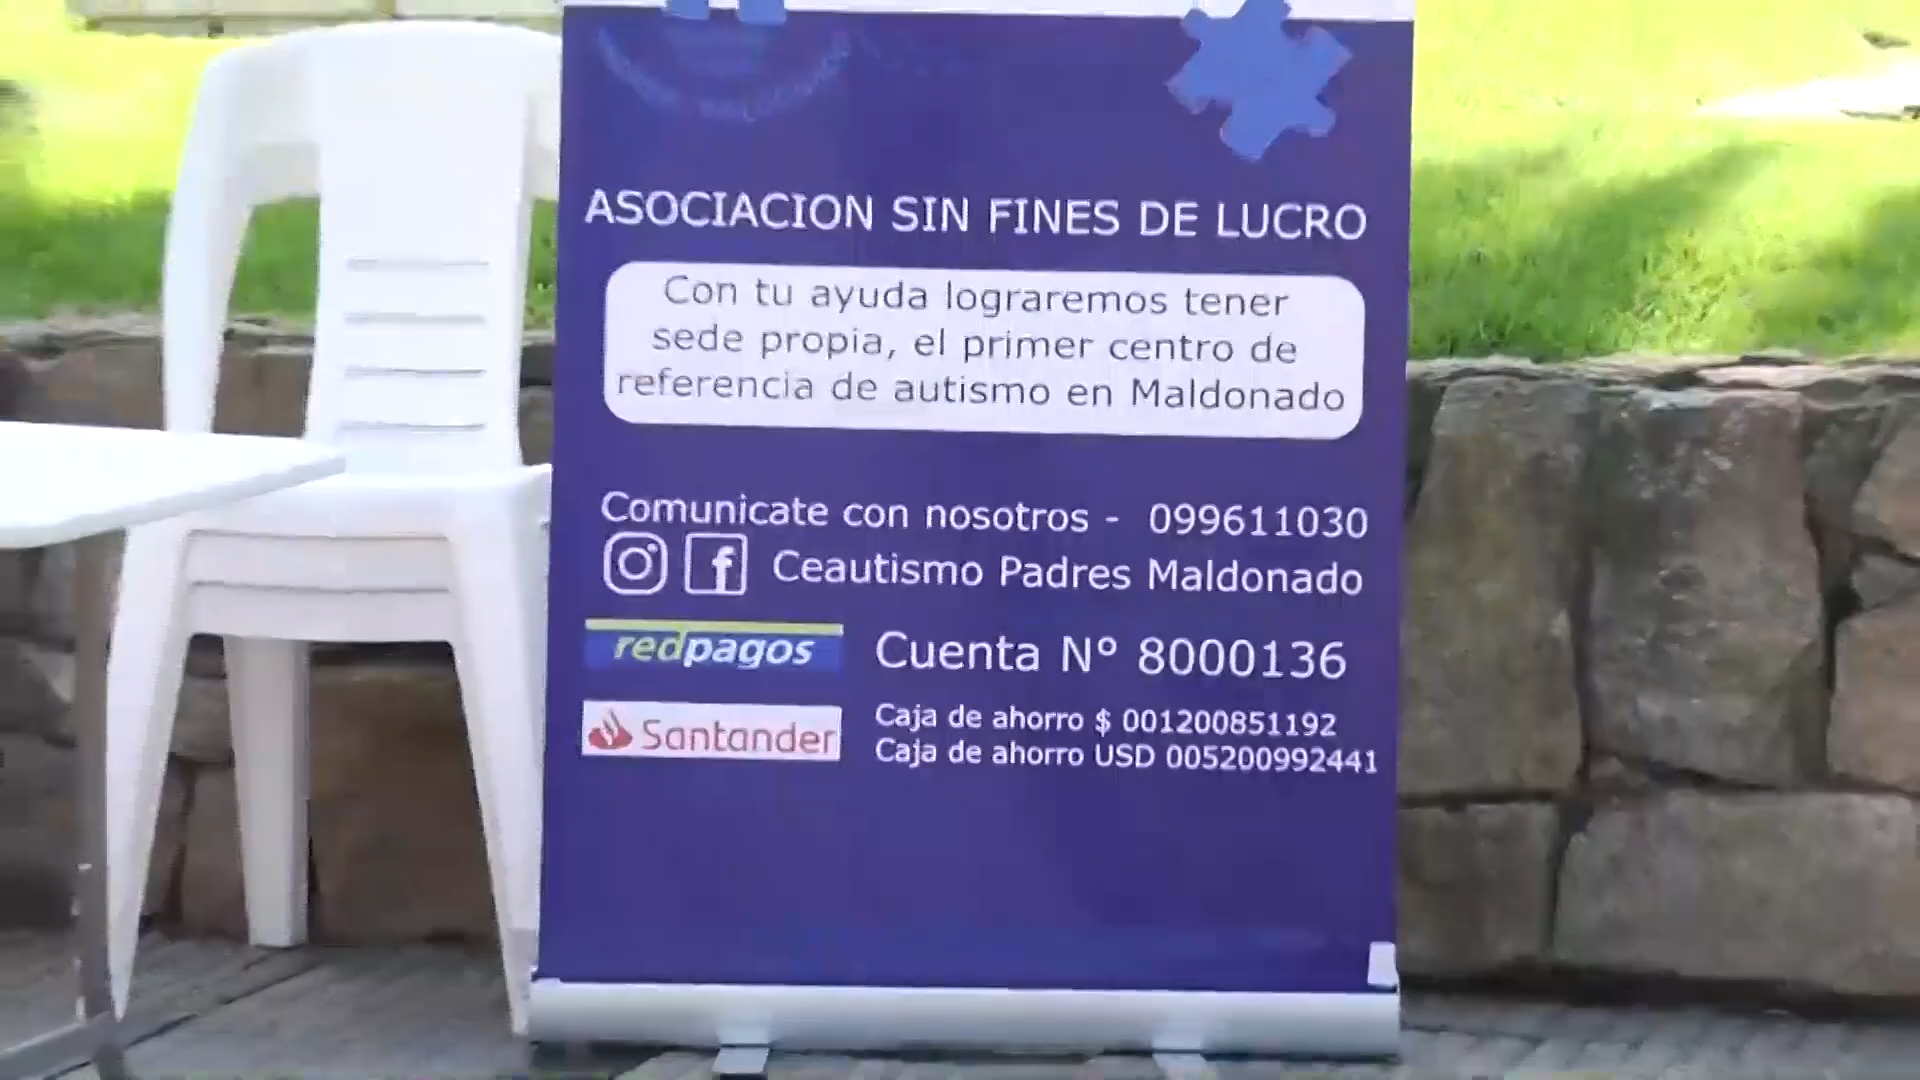 ASOCIACION SIN FINES DE LUCRO
Con tu ayuda lograremos tener
sede propia, el primer centro de
referencia de autismo en Maldonado
Comunicate con nosotros - 099611030
Ceautismo Padres Maldonado
redpagos Cuenta Nº 8000136
Santander Caja de ahorro $ 001200851192
Caja de ahorro USD 005200992441